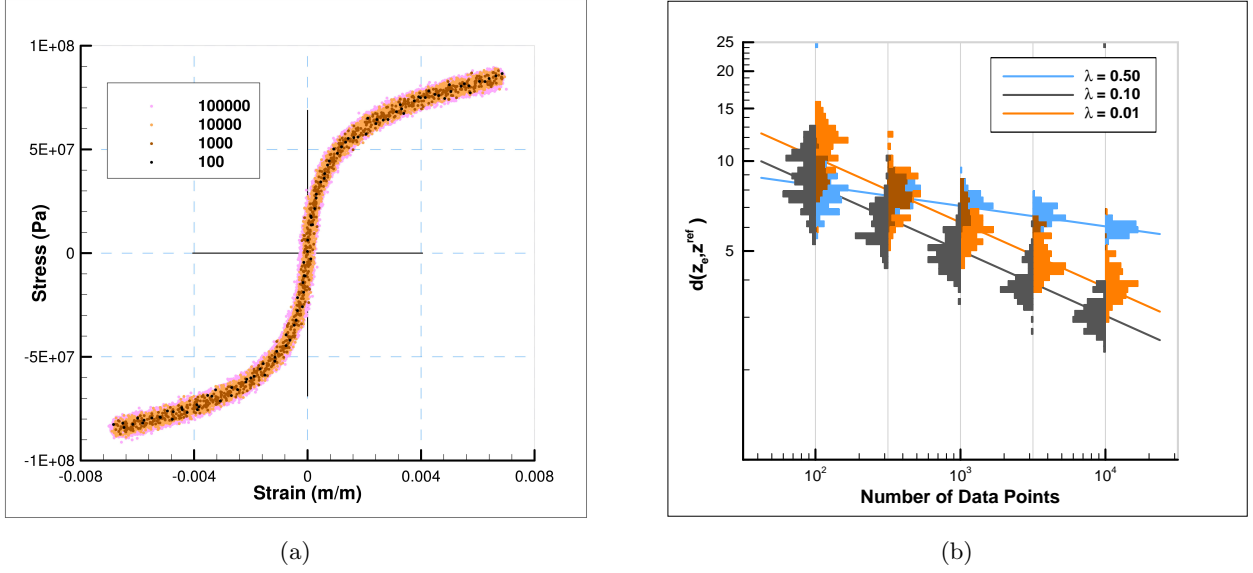 1E+08
5E+07
0
-5E+07
-1E+08
Stress (Pa)
100000
10000
1000
100
-0.008
-0.004
0
0.004
0.008
Strain (m/m)
(a)
25
20
15
10
5
d(z_e,z^ref)
λ = 0.50
λ = 0.10
λ = 0.01
10^2
10^3
10^4
Number of Data Points
(b)